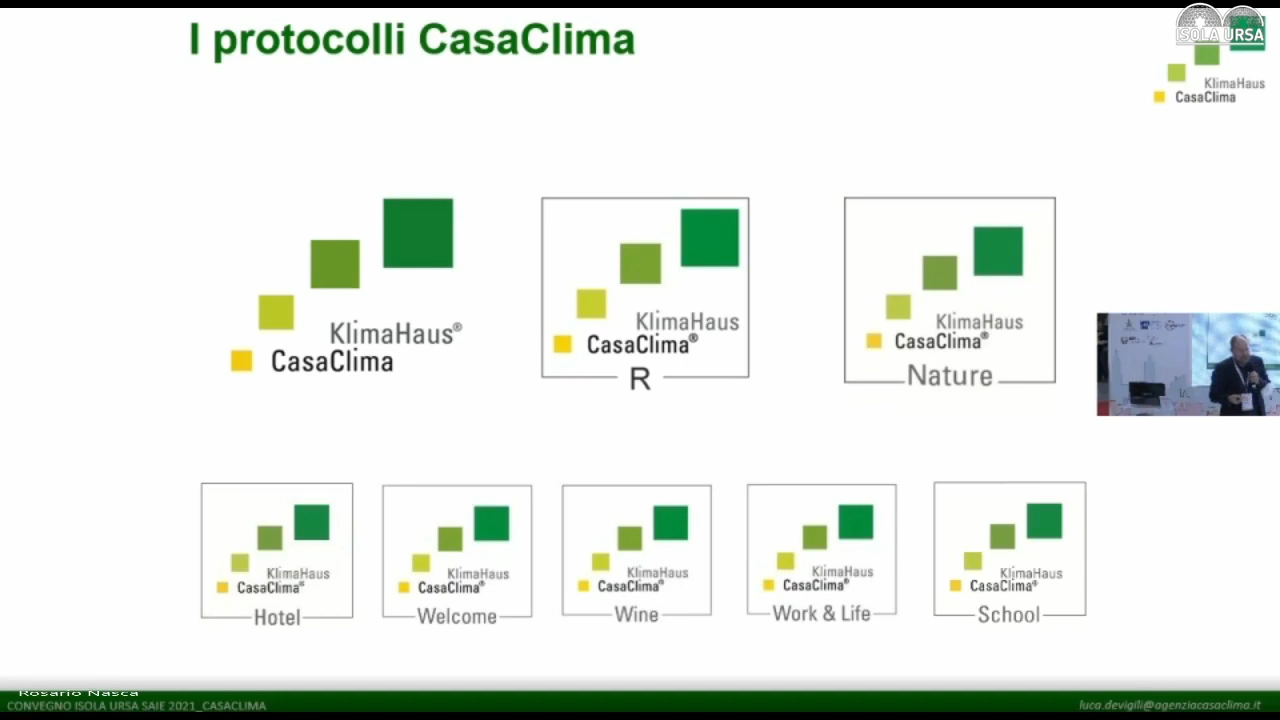 I protocolli CasaClima
ISOLA URSA
KlimaHaus
CasaClima
KlimaHaus®
CasaClima
KlimaHaus
CasaClima®
R
KlimaHaus
CasaClima®
Nature
KlimaHaus
CasaClima®
Hotel
KlimaHaus
CasaClima®
Welcome
KlimaHaus
CasaClima®
Wine
KlimaHaus
CasaClima®
Work & Life
KlimaHaus
CasaClima®
School
Rosario Nasca
CONVEGNO ISOLA URSA SAIE 2021_CASACLIMA
luca.devigili@agenziacasaclima.it